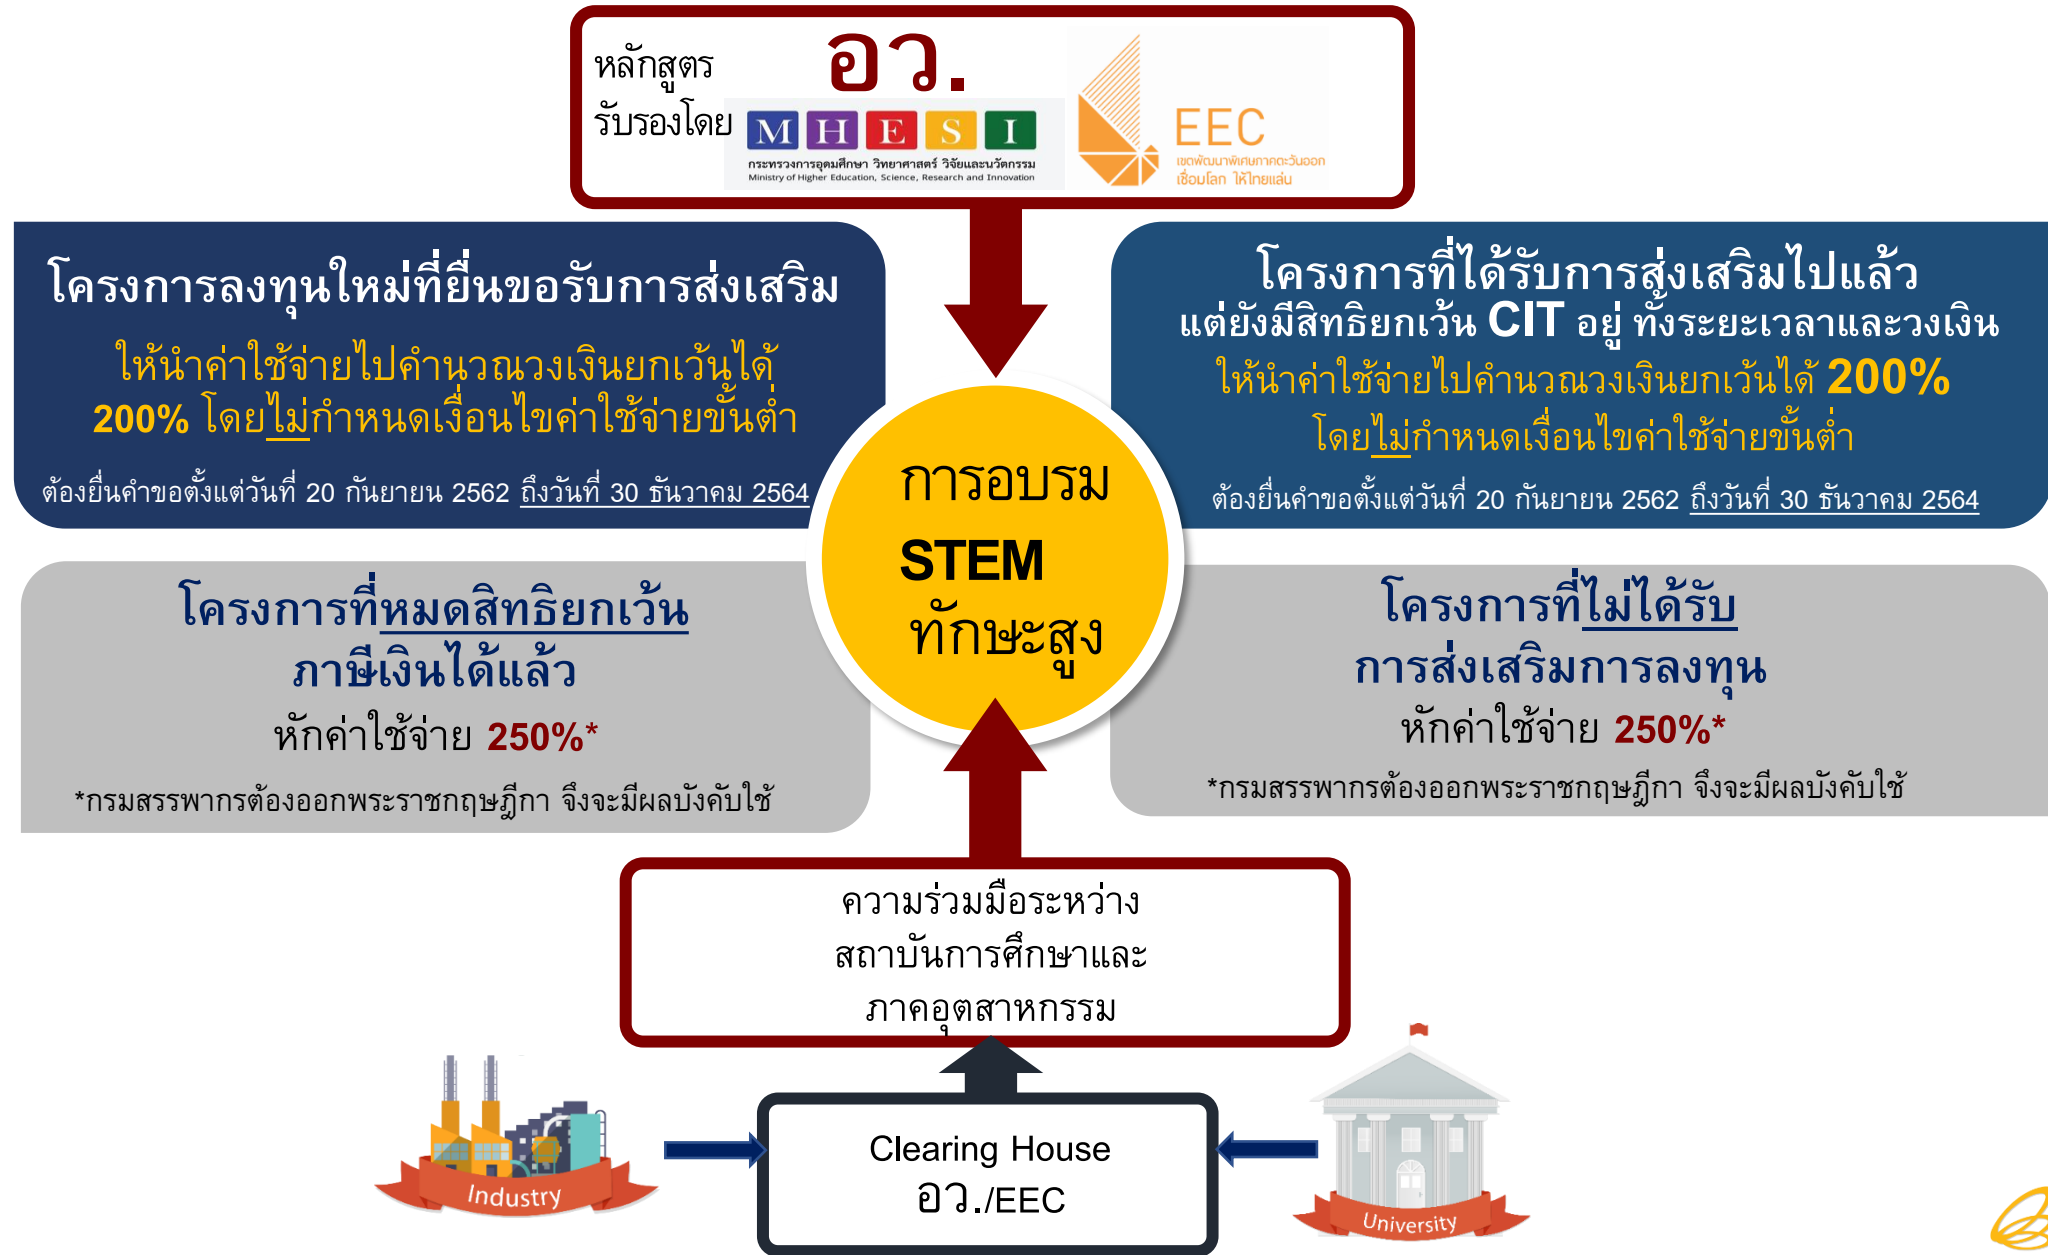 หลักสูตร
รับรองโดย
อว.
M H E S I
กระทรวงการอุดมศึกษา วิทยาศาสตร์ วิจัยและนวัตกรรม
Ministry of Higher Education, Science, Research and Innovation
EEC
เขตพัฒนาพิเศษภาคตะวันออก
เชื่อมโลก ให้ไทยแล่น
โครงการลงทุนใหม่ที่ยื่นขอรับการส่งเสริม
ให้นำค่าใช้จ่ายไปคำนวณวงเงินยกเว้นได้
200% โดยไม่กำหนดเงื่อนไขค่าใช้จ่ายขั้นต่ำ
ต้องยื่นคำขอตั้งแต่วันที่ 20 กันยายน 2562 ถึงวันที่ 30 ธันวาคม 2564
โครงการที่ได้รับการส่งเสริมไปแล้ว
แต่ยังมีสิทธิยกเว้น CIT อยู่ ทั้งระยะเวลาและวงเงิน
ให้นำค่าใช้จ่ายไปคำนวณวงเงินยกเว้นได้ 200%
โดยไม่กำหนดเงื่อนไขค่าใช้จ่ายขั้นต่ำ
ต้องยื่นคำขอตั้งแต่วันที่ 20 กันยายน 2562 ถึงวันที่ 30 ธันวาคม 2564
การอบรม
STEM
ทักษะสูง
โครงการที่หมดสิทธิยกเว้น
ภาษีเงินได้แล้ว
หักค่าใช้จ่าย 250%*
*กรมสรรพากรต้องออกพระราชกฤษฎีกา จึงจะมีผลบังคับใช้
โครงการที่ไม่ได้รับ
การส่งเสริมการลงทุน
หักค่าใช้จ่าย 250%*
*กรมสรรพากรต้องออกพระราชกฤษฎีกา จึงจะมีผลบังคับใช้
ความร่วมมือระหว่าง
สถาบันการศึกษาและ
ภาคอุตสาหกรรม
Industry
Clearing House
อว./EEC
University